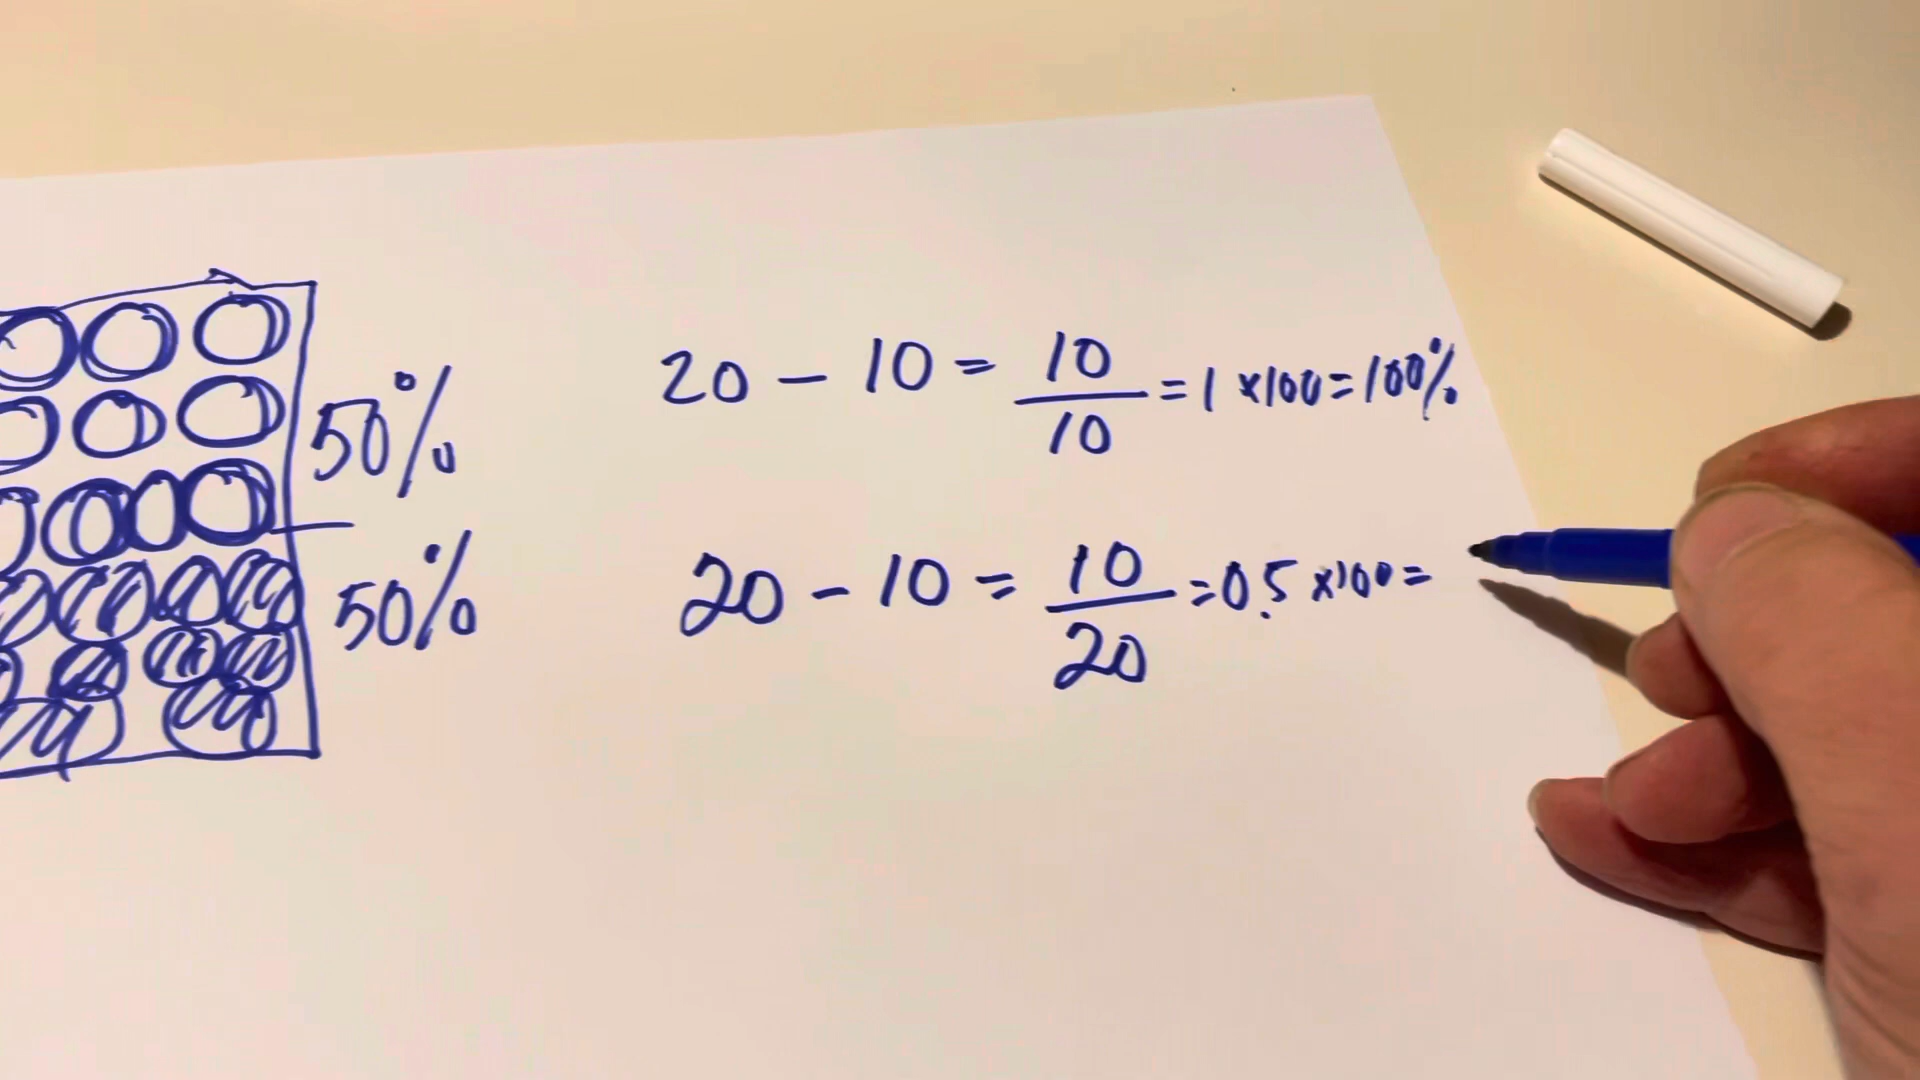 50%
50%
20 - 10 = 10/10 = 1 x100 = 100%
20 - 10 = 10/20 = 0.5 x100 =